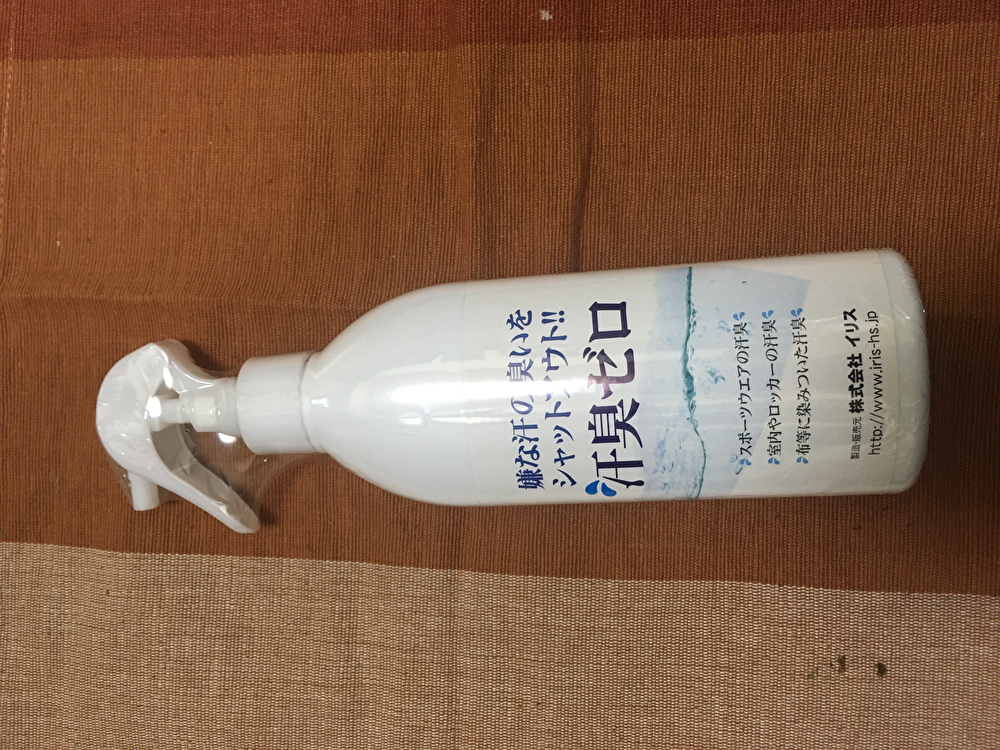 嫌な汗の臭いを
シャットアウト!!
汗臭ゼロ
スポーツウエアの汗臭
室内やロッカーの汗臭
布等に染みついた汗臭
製造・販売元 株式会社 イリス
http://www.iris-hs.jp